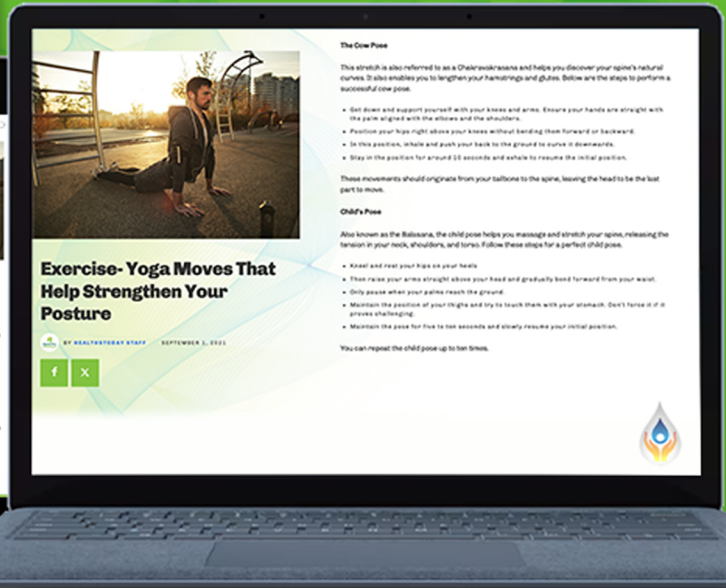 Exercise- Yoga Moves That
Help Strengthen Your
Posture
BY HEALTHSTODAY STAFF SEPTEMBER 1, 2021
f X
The Cow Pose
This stretch is also referred to as a Chakravakrasana and helps you discover your spine's natural
curves. It also enables you to lengthen your hamstrings and glutes. Below are the steps to perform a
successful cow pose.
• Get down and support yourself with your knees and arms. Ensure your hands are straight with
the palm aligned with the elbows and the shoulders.
• Position your hips right above your knees without bending them forward or backward.
• In this position, inhale and push your back to the ground to curve it downwards.
• Stay in the position for around 10 seconds and exhale to resume the initial position.
These movements should originate from your tailbone to the spine, leaving the head to be the last
part to move.
Child's Pose
Also known as the Balasana, the child pose helps you massage and stretch your spine, releasing the
tension in your neck, shoulders, and torso. Follow these steps for a perfect child pose.
• Kneel and rest your hips on your heels
• Then raise your arms straight above your head and gradually bend forward from your waist.
• Only pause when your palms reach the ground.
• Maintain the position of your thighs and try to touch them with your stomach. Don't force it if it
proves challenging.
• Maintain the pose for five to ten seconds and slowly resume your initial position.
You can repeat the child pose up to ten times.